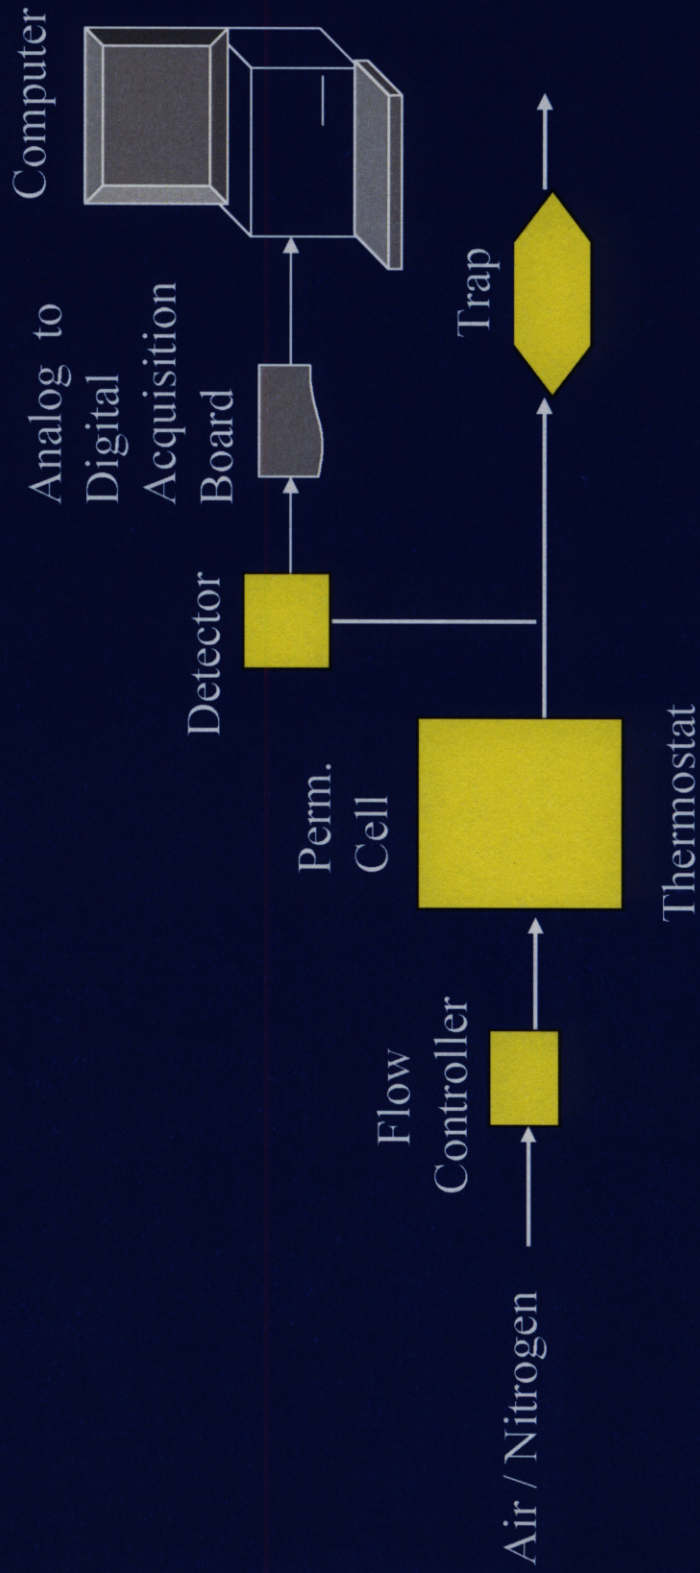 Computer
Analog to
Digital
Acquisition
Board
Detector
Perm.
Cell
Trap
Flow
Controller
Thermostat
Air / Nitrogen